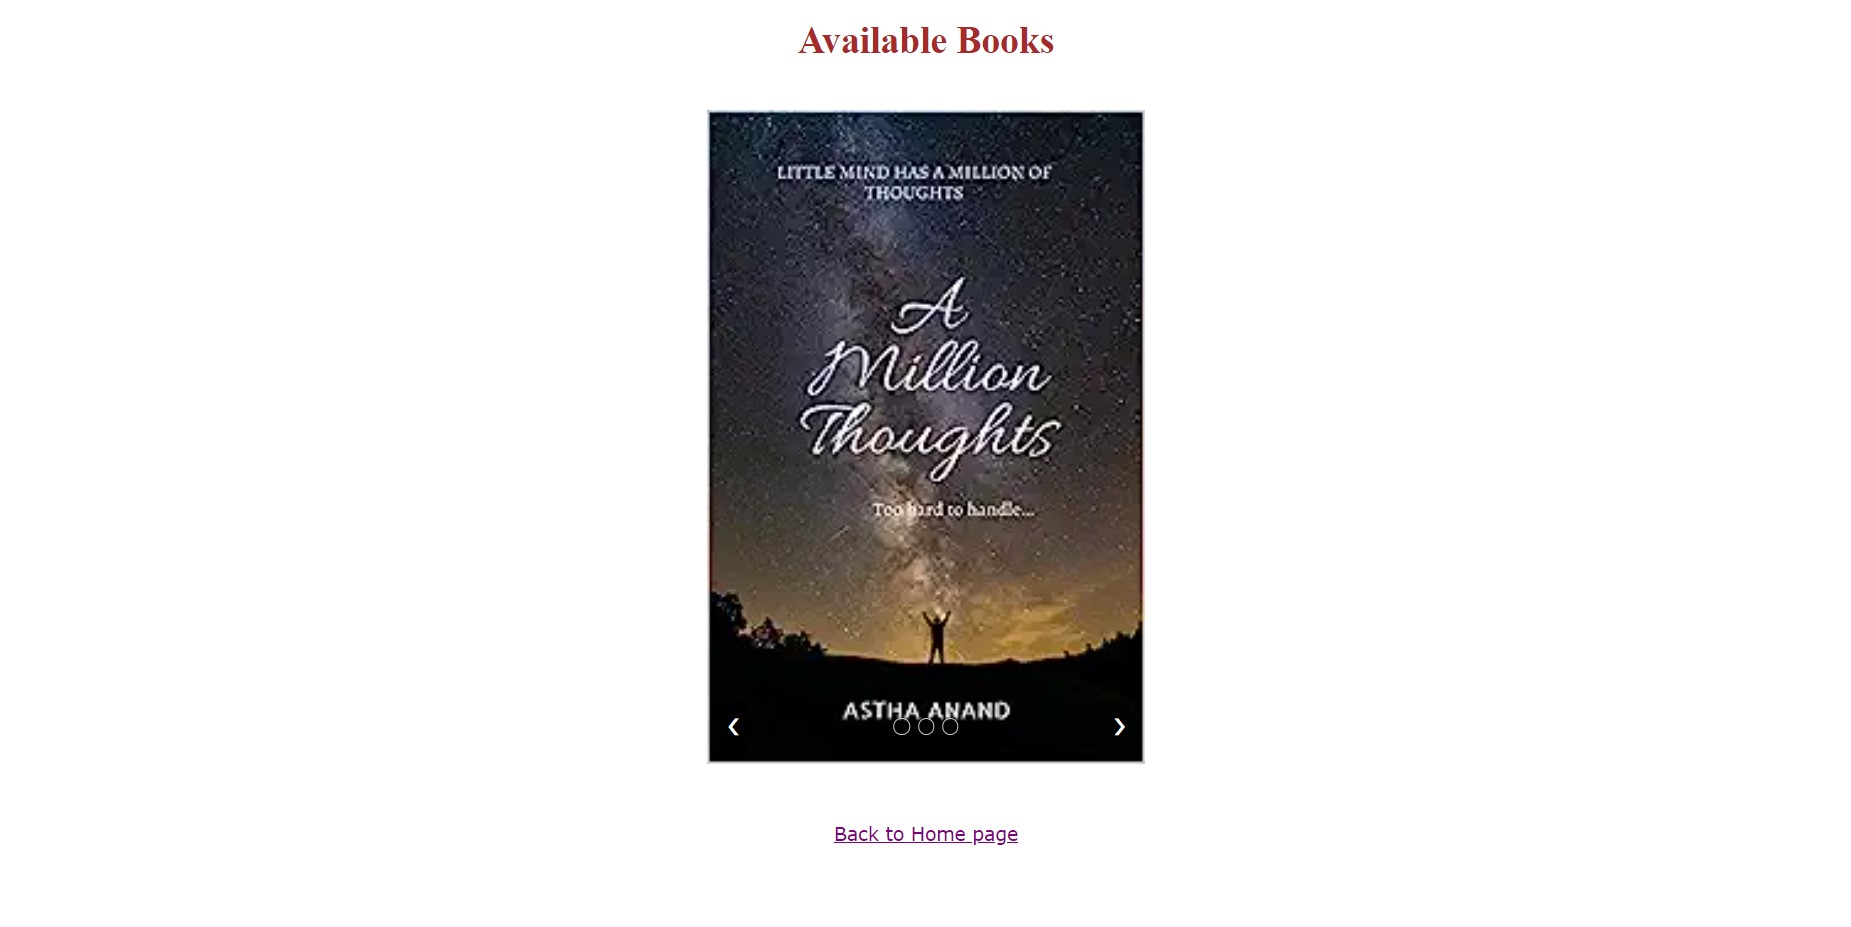 Available Books
LITTLE MIND HAS A MILLION OF
THOUGHTS
A
Million
Thoughts
Too hard to handle...
ASTHA ANAND
❮ ❯
Back to Home page